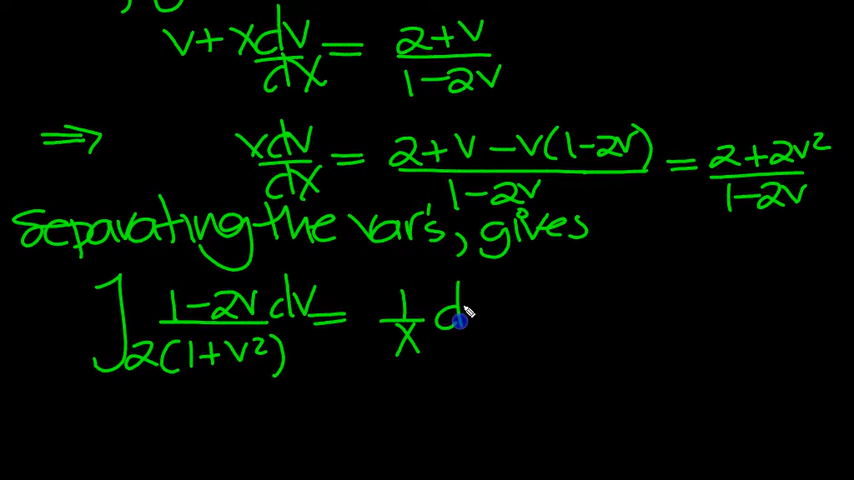 v + x dv/dx = (2 + v)/(1 - 2v)
⇒ x dv/dx = (2 + v - v(1 - 2v))/(1 - 2v) = (2 + 2v²)/(1 - 2v)
Separating the var's, gives
∫ (1 - 2v)/(2(1 + v²)) dv = 1/x d